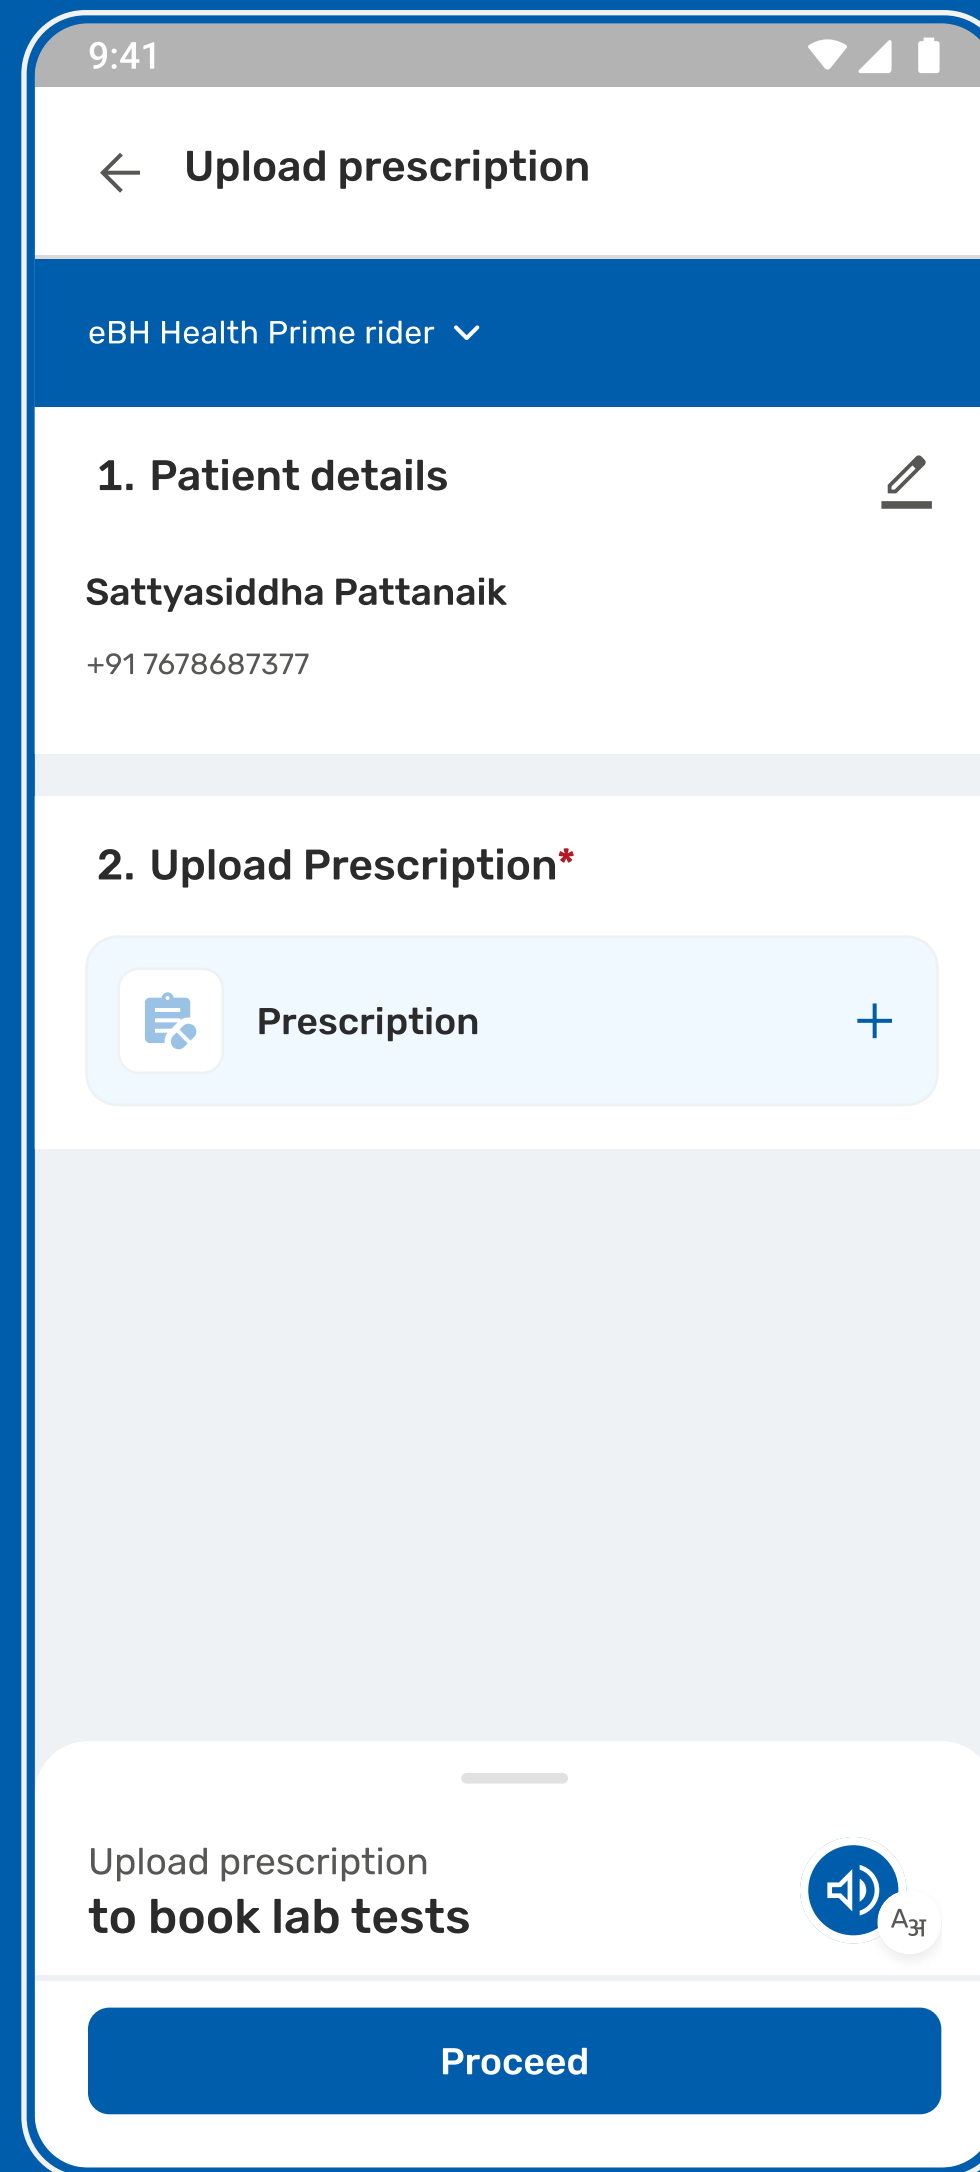 9:41
Upload prescription
eBH Health Prime rider
1. Patient details
Sattyasiddha Pattanaik
+91 7678687377
2. Upload Prescription*
Prescription
Upload prescription
to book lab tests
Aअ
Proceed